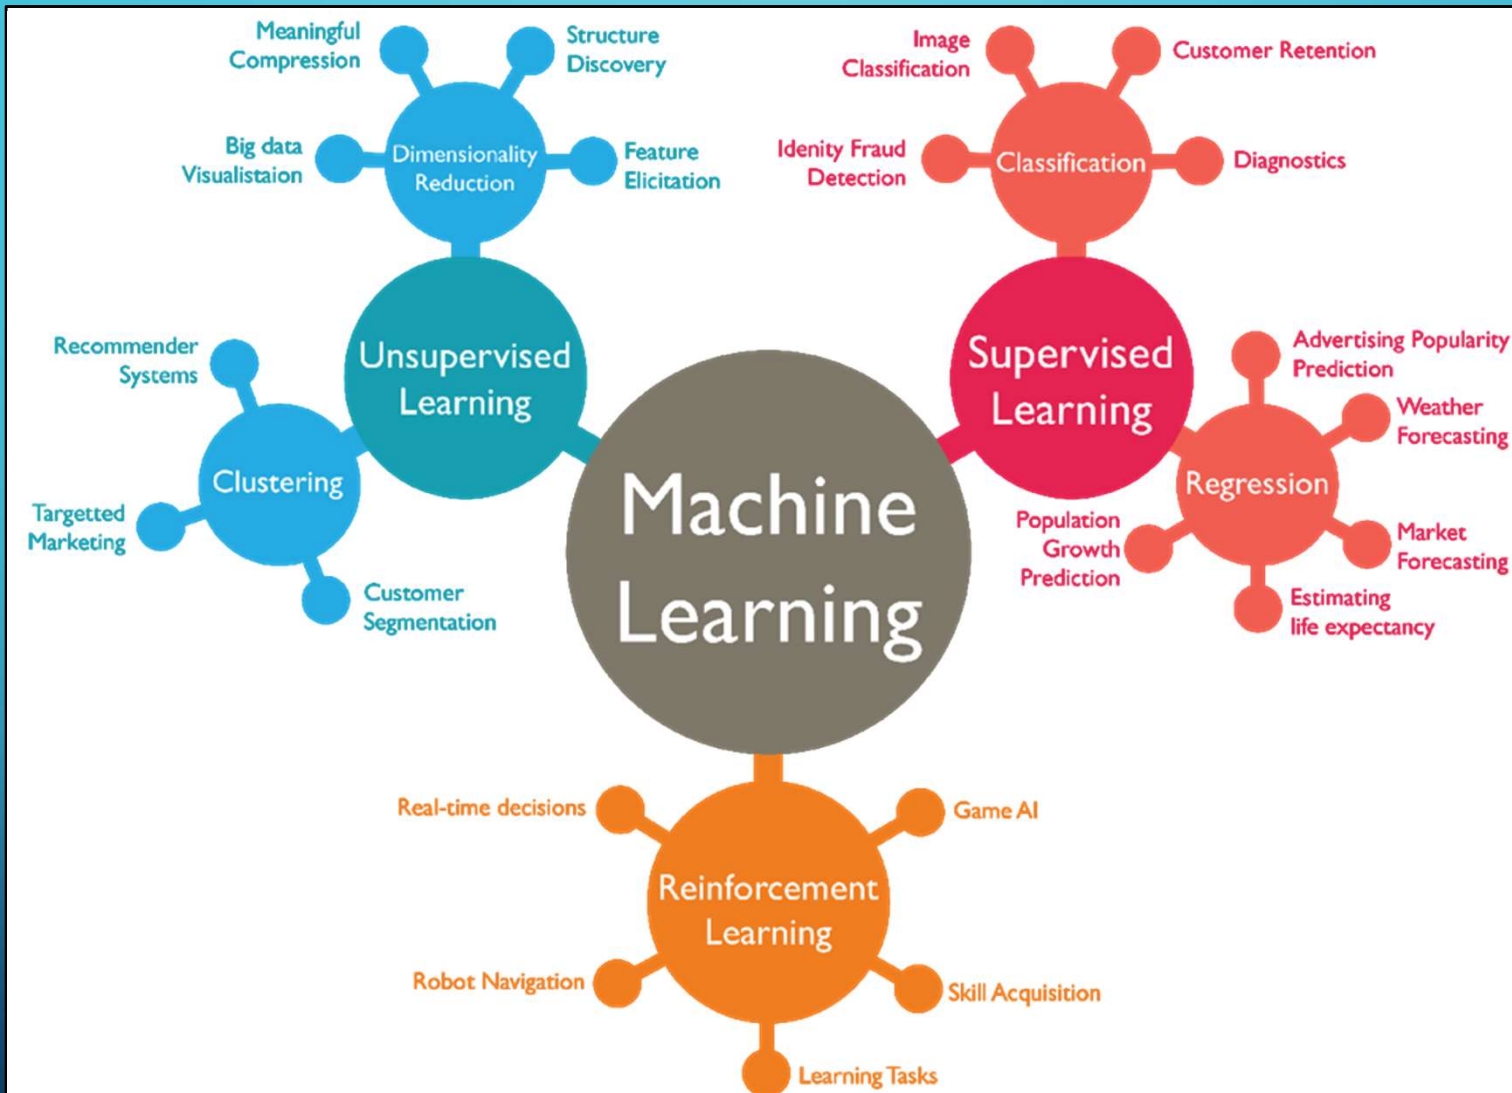 Meaningful
Compression
Structure
Discovery
Big data
Visualistaion
Dimensionality
Reduction
Feature
Elicitation
Image
Classification
Customer Retention
Idenity Fraud
Detection
Classification
Diagnostics
Unsupervised
Learning
Recommender
Systems
Clustering
Targetted
Marketing
Customer
Segmentation
Supervised
Learning
Advertising Popularity
Prediction
Weather
Forecasting
Regression
Population
Growth
Prediction
Market
Forecasting
Estimating
life expectancy
Machine
Learning
Real-time decisions
Game AI
Reinforcement
Learning
Robot Navigation
Skill Acquisition
Learning Tasks